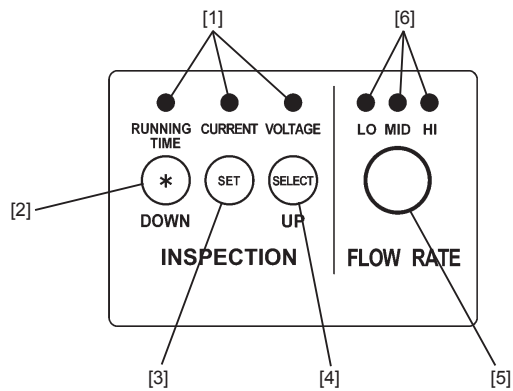 [1] [6]
RUNNING TIME CURRENT VOLTAGE LO MID HI
* SET SELECT
[2]
DOWN UP
INSPECTION FLOW RATE
[3] [4] [5]